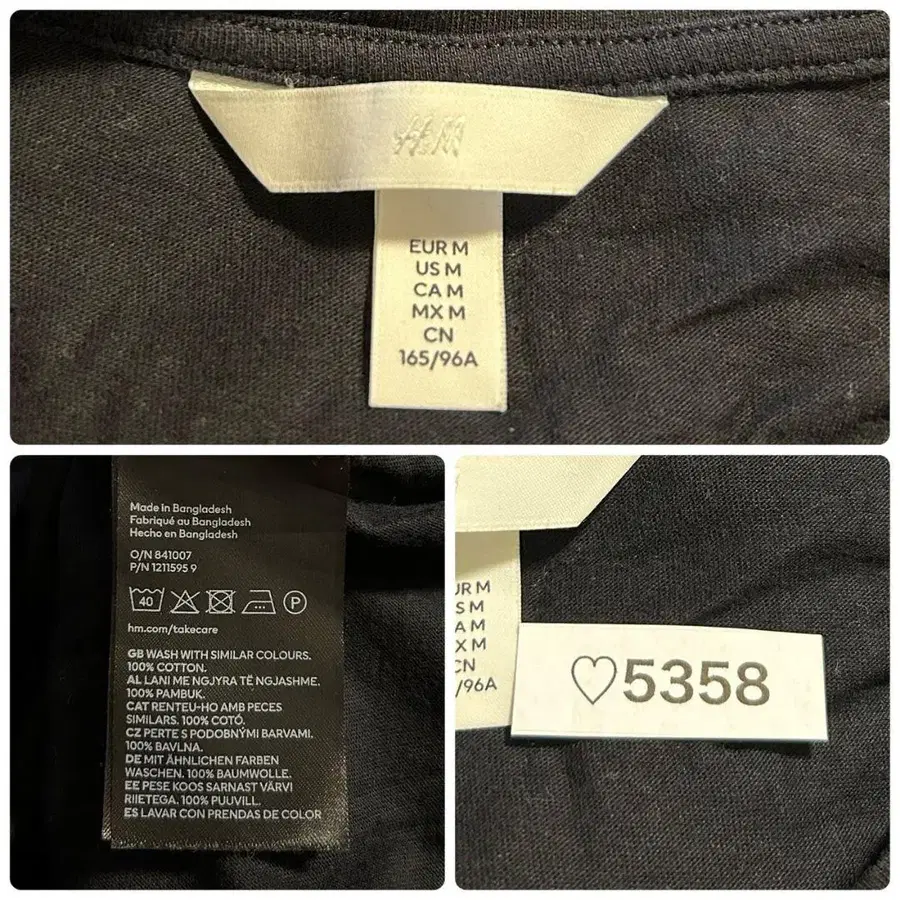 H&M
EUR M
US M
CA M
MX M
CN
165/96A
Made in Bangladesh
Fabriqué au Bangladesh
Hecho en Bangladesh
O/N 841007
P/N 1211595 9
40
P
hm.com/takecare
GB WASH WITH SIMILAR COLOURS.
100% COTTON.
AL LANI ME NGJYRA TË NGJASHME.
100% PAMBUK.
CAT RENTEU-HO AMB PECES
SIMILARS. 100% COTÓ.
CZ PERTE S PODOBNÝMI BARVAMI.
100% BAVLNA.
DE MIT ÄHNLICHEN FARBEN
WASCHEN. 100% BAUMWOLLE.
EE PESE KOOS SARNAST VÄRVI
RIIETEGA. 100% PUUVILL.
ES LAVAR CON PRENDAS DE COLOR
UR M
S M
A M
X M
CN
/96A
♡5358